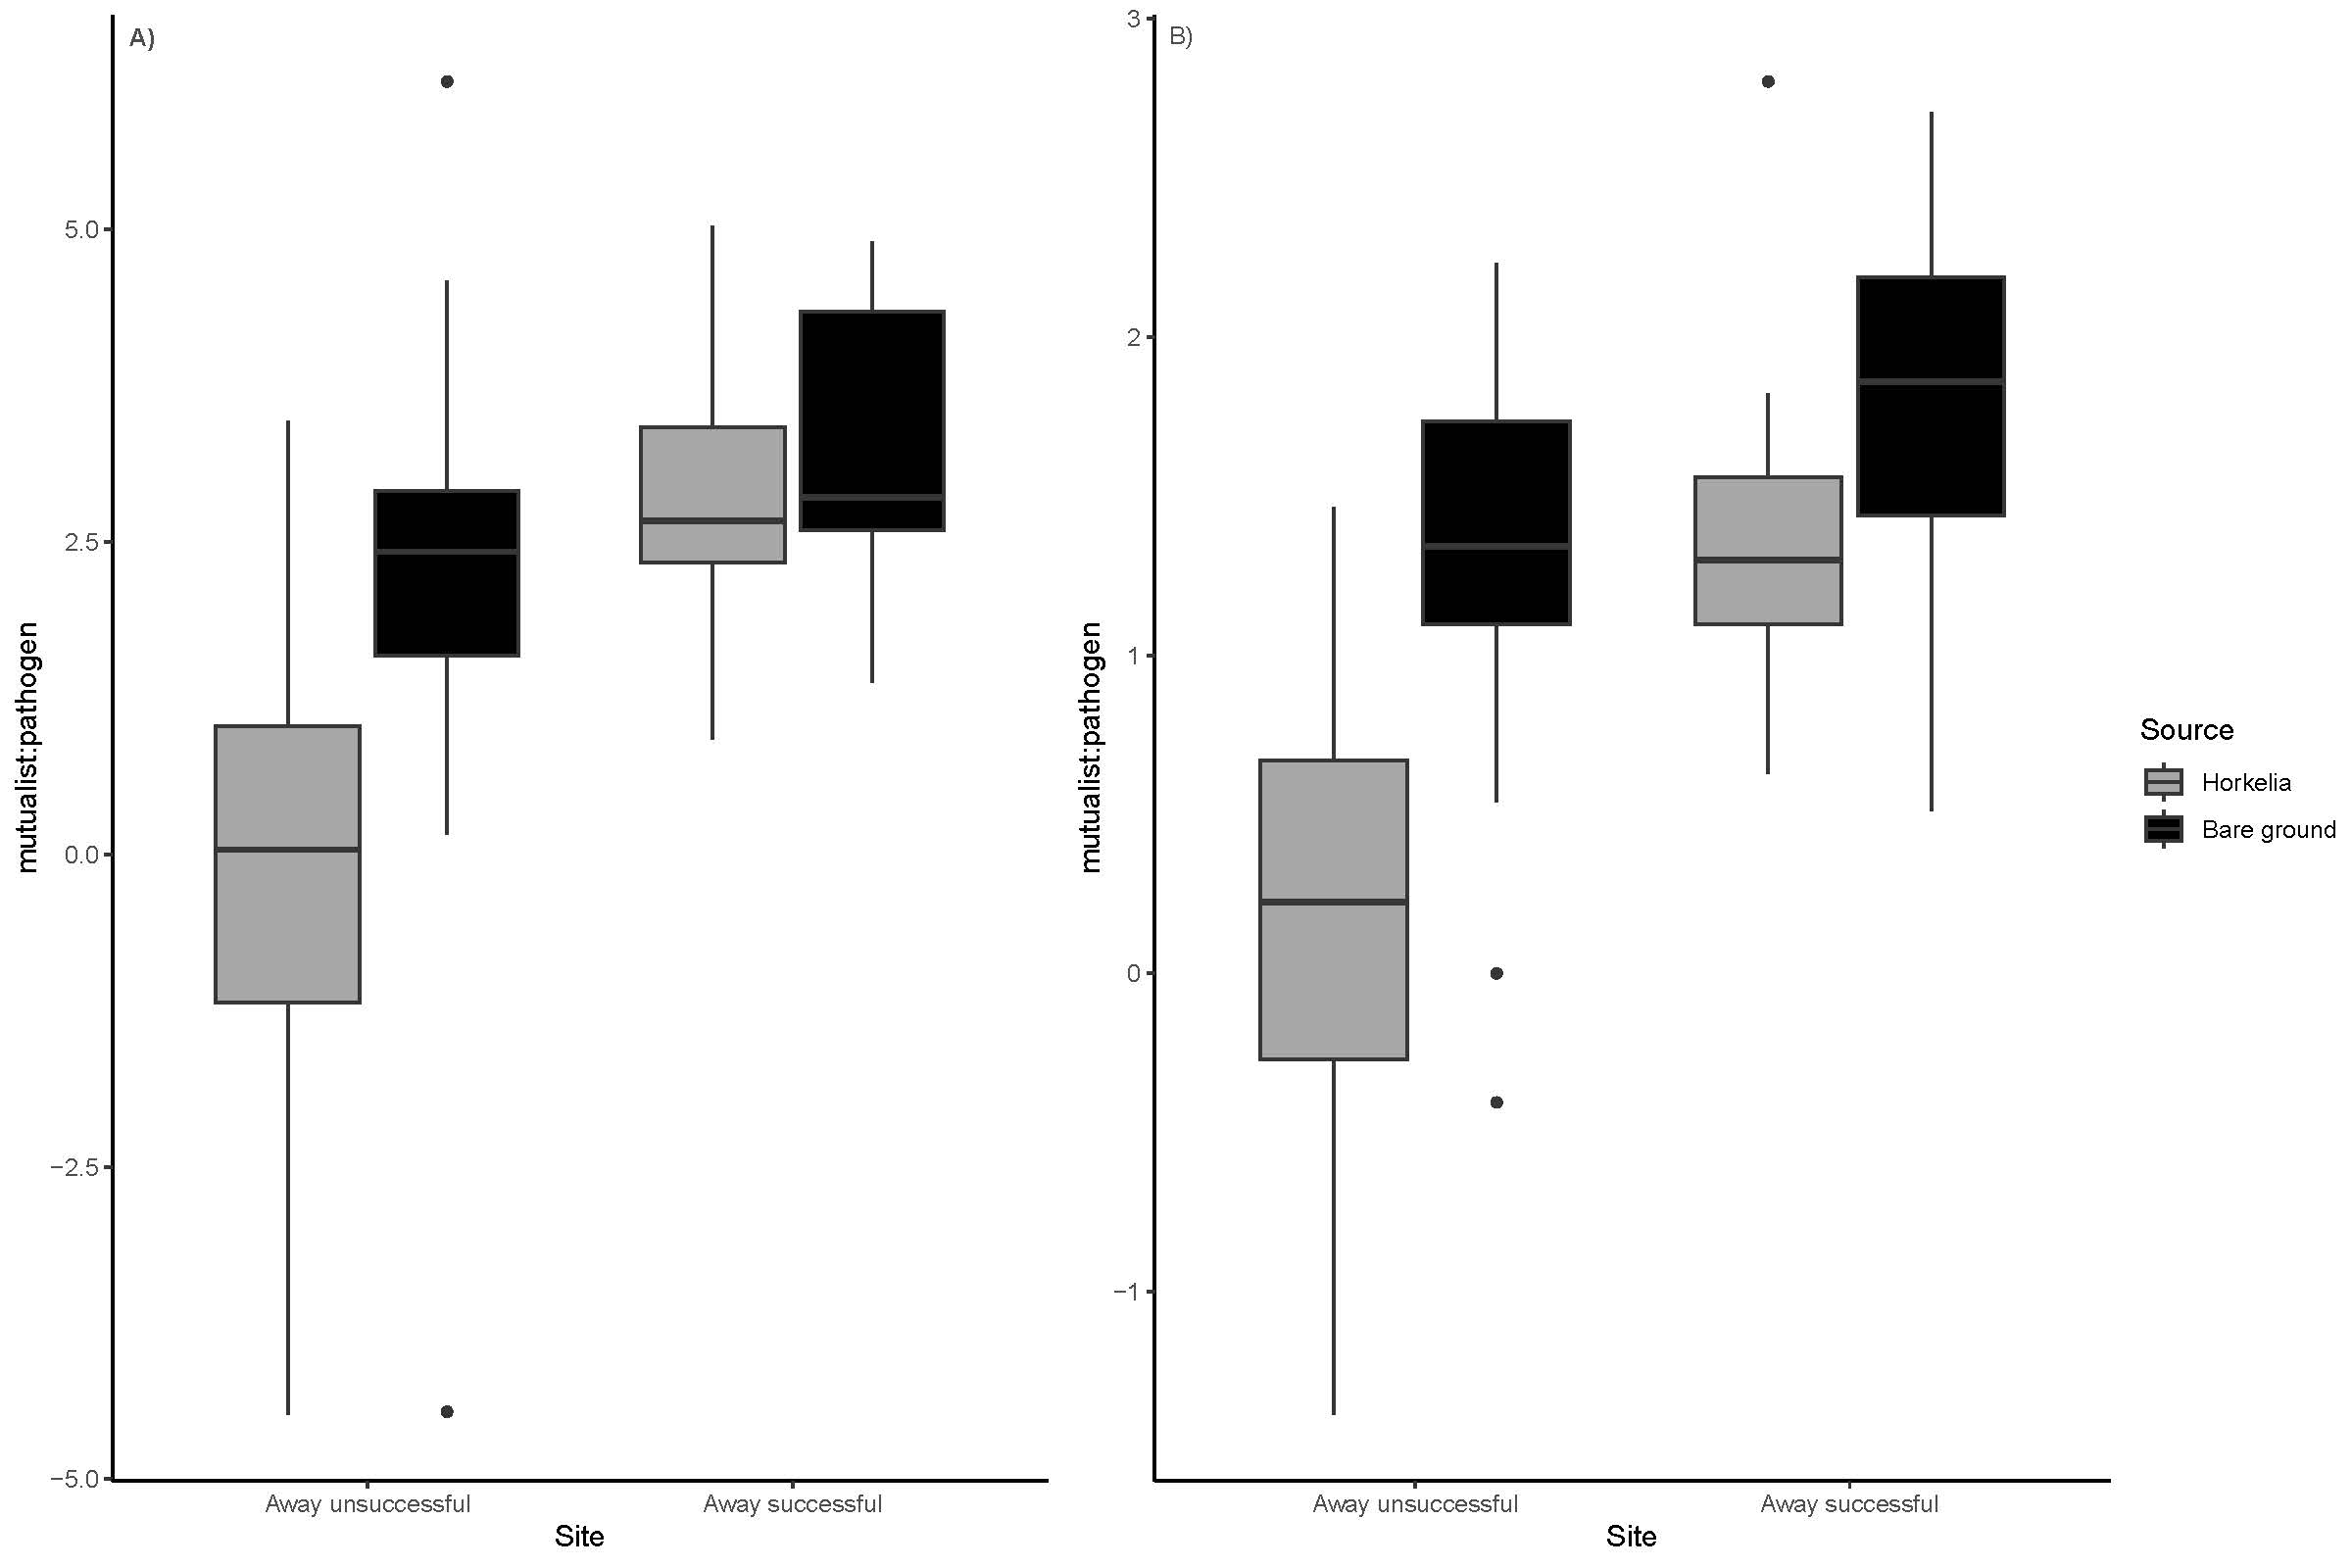 A)
mutualist:pathogen
5.0
2.5
0.0
−2.5
−5.0
Away unsuccessful
Away successful
Site
B)
mutualist:pathogen
3
2
1
0
−1
Away unsuccessful
Away successful
Site
Source
Horkelia
Bare ground